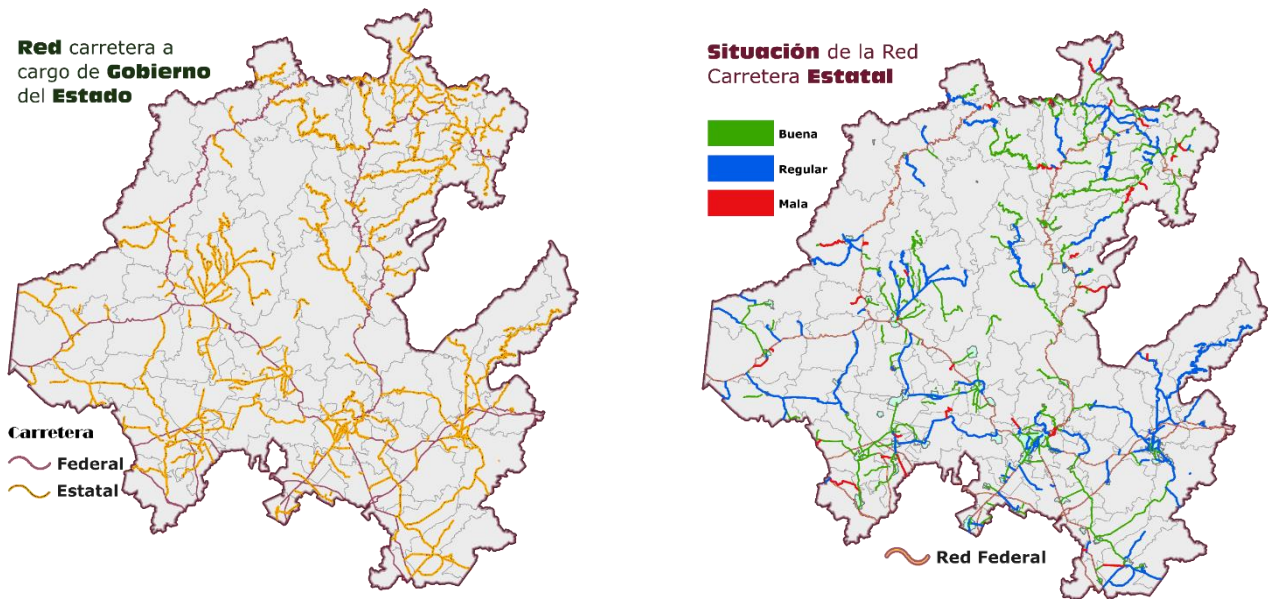 Red carretera a
cargo de Gobierno
del Estado
Carretera
Federal
Estatal
Situación de la Red
Carretera Estatal
Buena
Regular
Mala
Red Federal